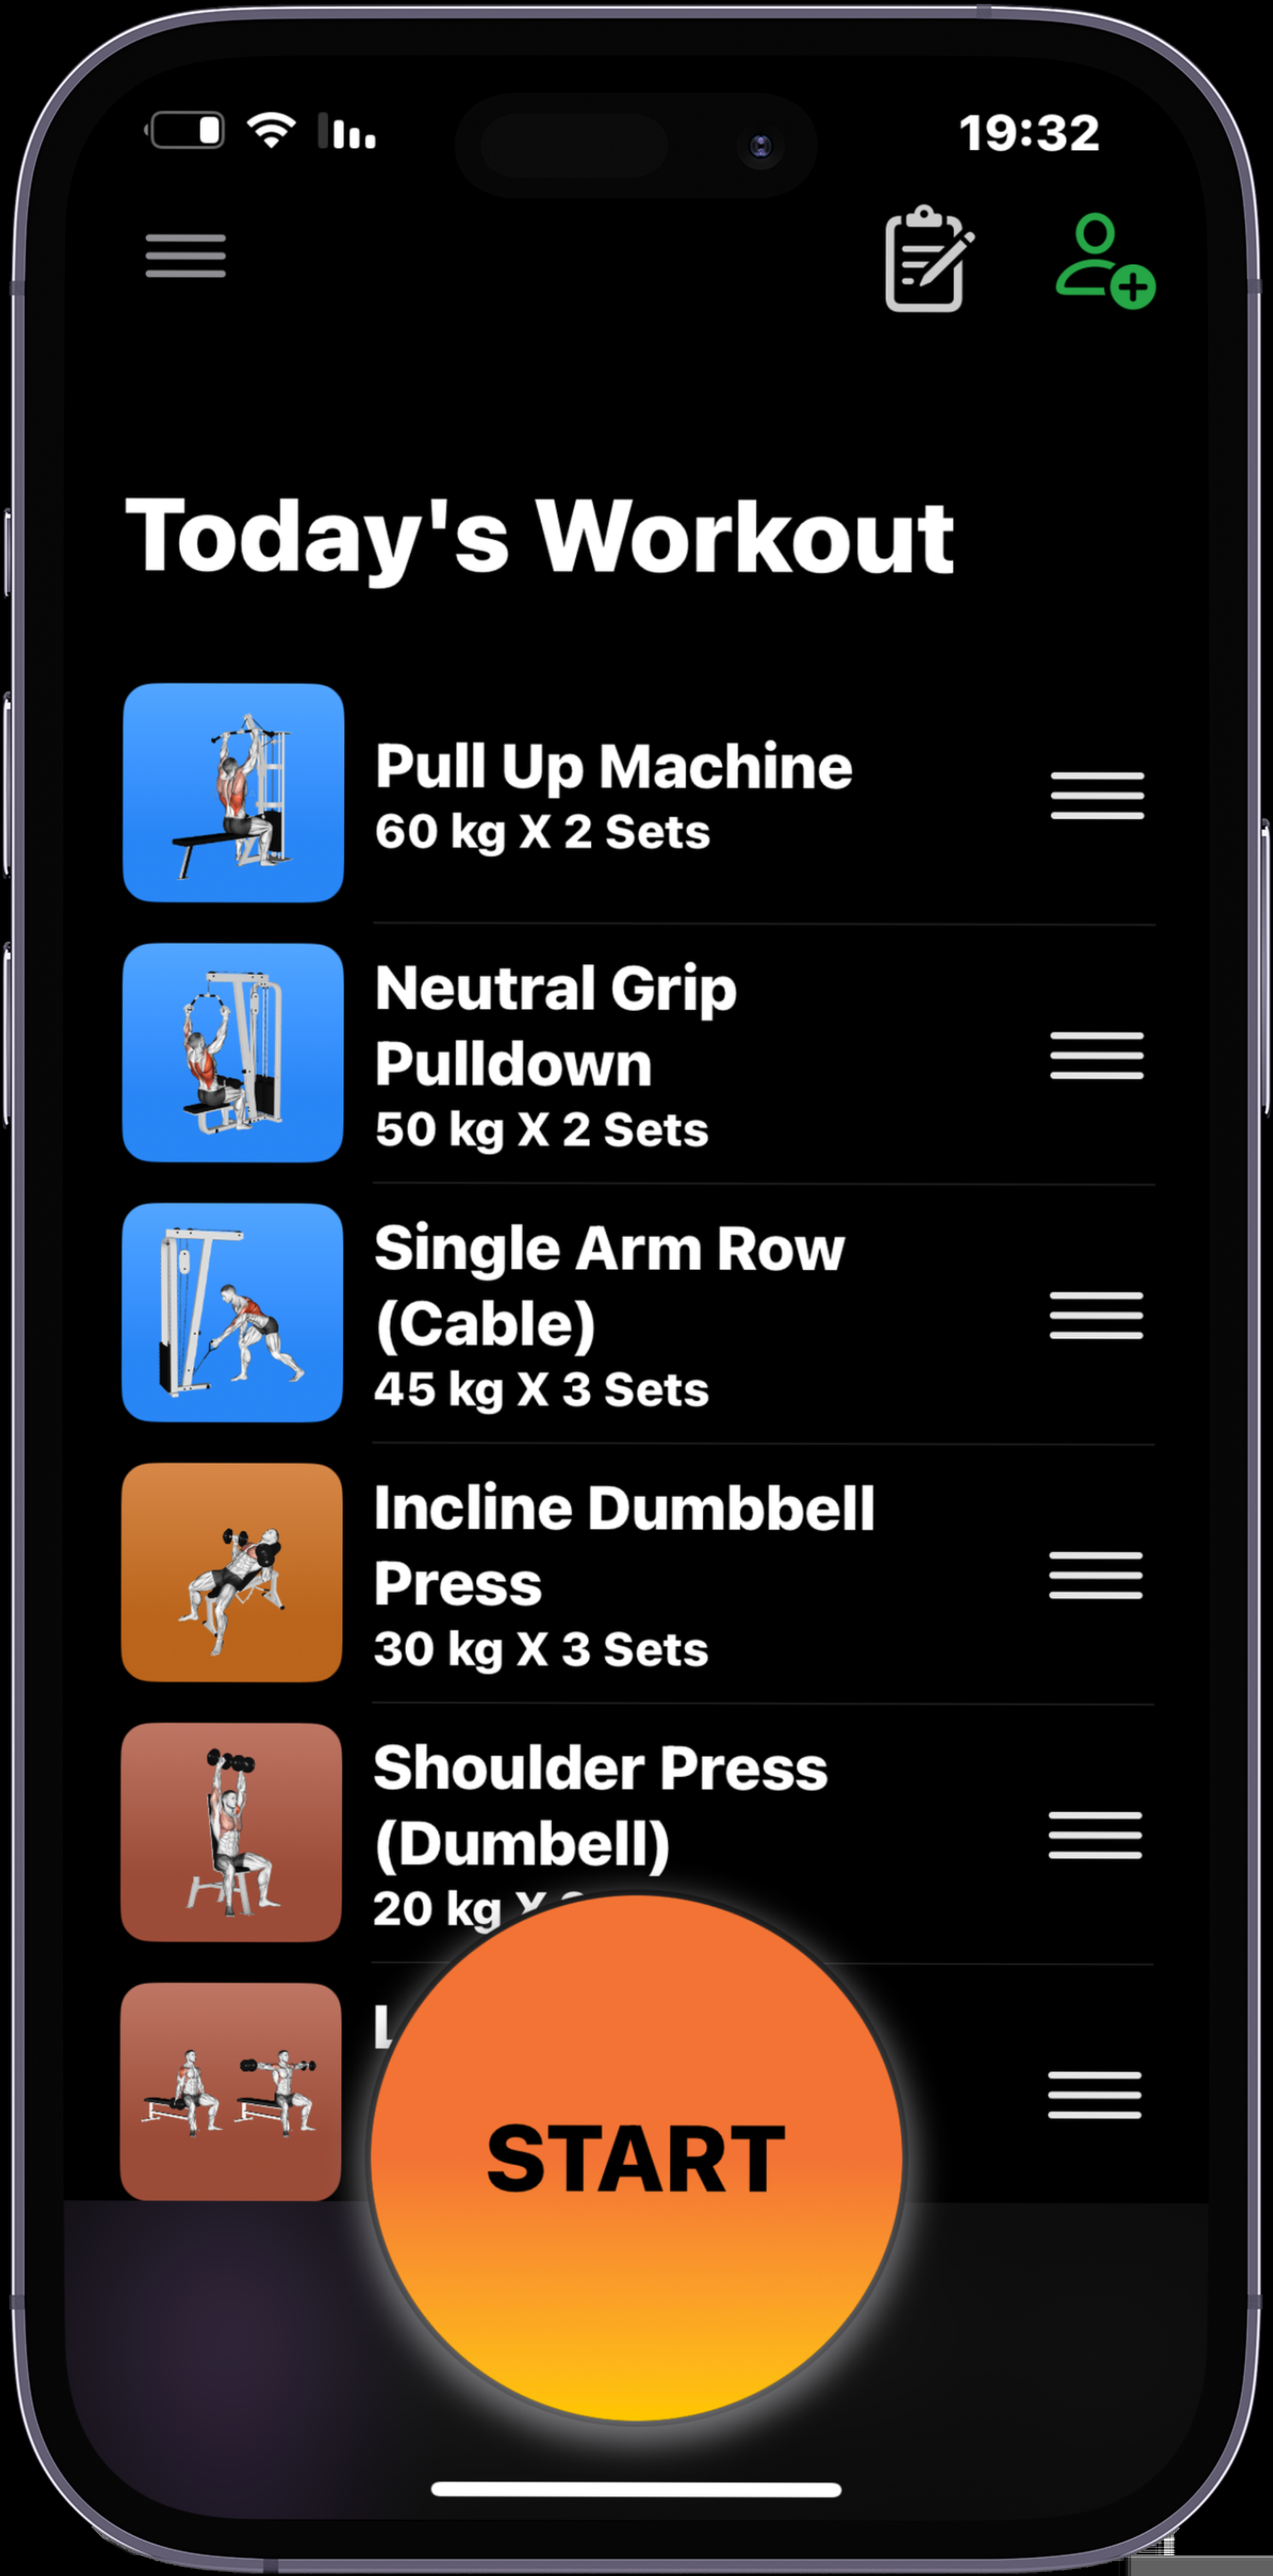 19:32
Today's Workout
Pull Up Machine
60 kg X 2 Sets
Neutral Grip
Pulldown
50 kg X 2 Sets
Single Arm Row
(Cable)
45 kg X 3 Sets
Incline Dumbbell
Press
30 kg X 3 Sets
Shoulder Press
(Dumbell)
20 kg
START